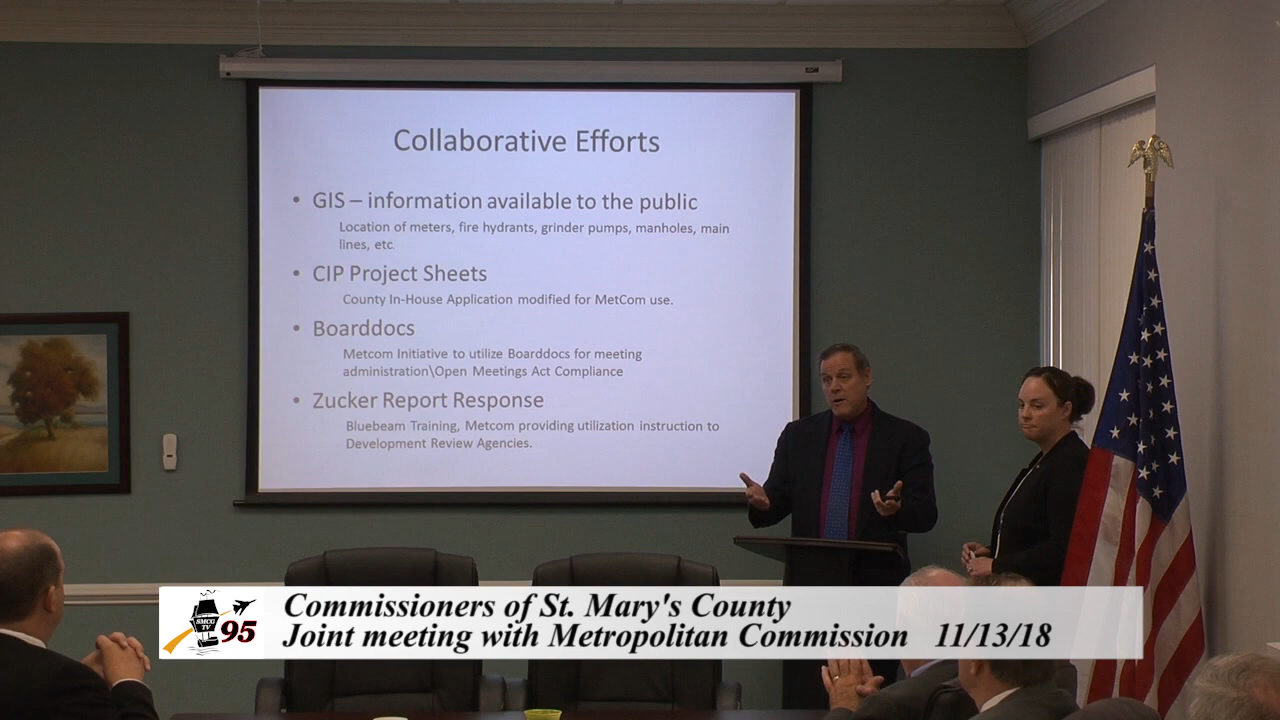 Collaborative Efforts
• GIS – information available to the public
Location of meters, fire hydrants, grinder pumps, manholes, main
lines, etc.
• CIP Project Sheets
County In-House Application modified for MetCom use.
• Boarddocs
Metcom Initiative to utilize Boarddocs for meeting
administration\Open Meetings Act Compliance
• Zucker Report Response
Bluebeam Training, Metcom providing utilization instruction to
Development Review Agencies.
SMCG
TV
95
Commissioners of St. Mary's County
Joint meeting with Metropolitan Commission 11/13/18